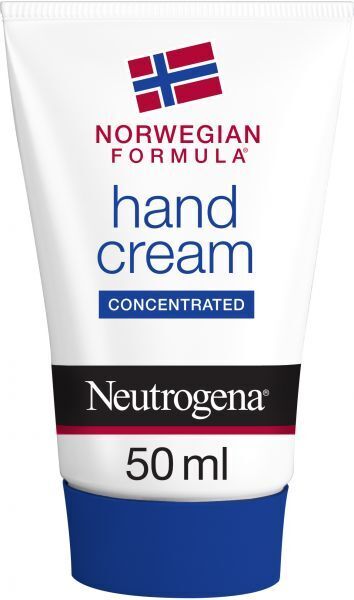 NORWEGIAN
FORMULA®
hand
cream
CONCENTRATED
Neutrogena®
50 ml